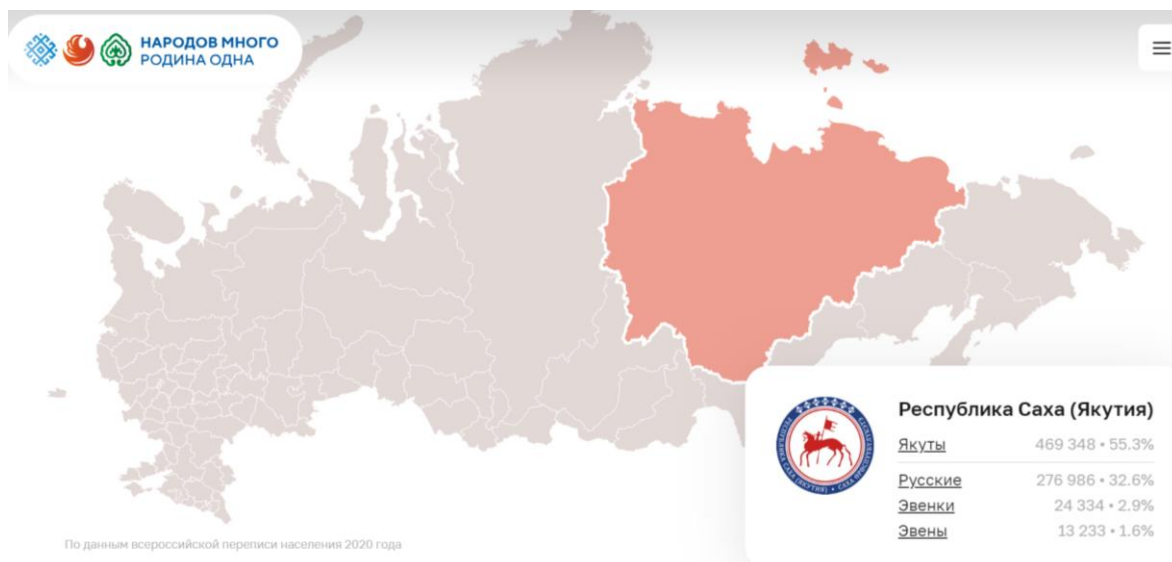 НАРОДОВ МНОГО
РОДИНА ОДНА
Республика Саха (Якутия)
Якуты 469 348 • 55.3%
Русские 276 986 • 32.6%
Эвенки 24 334 • 2.9%
Эвены 13 233 • 1.6%
По данным всероссийской переписи населения 2020 года